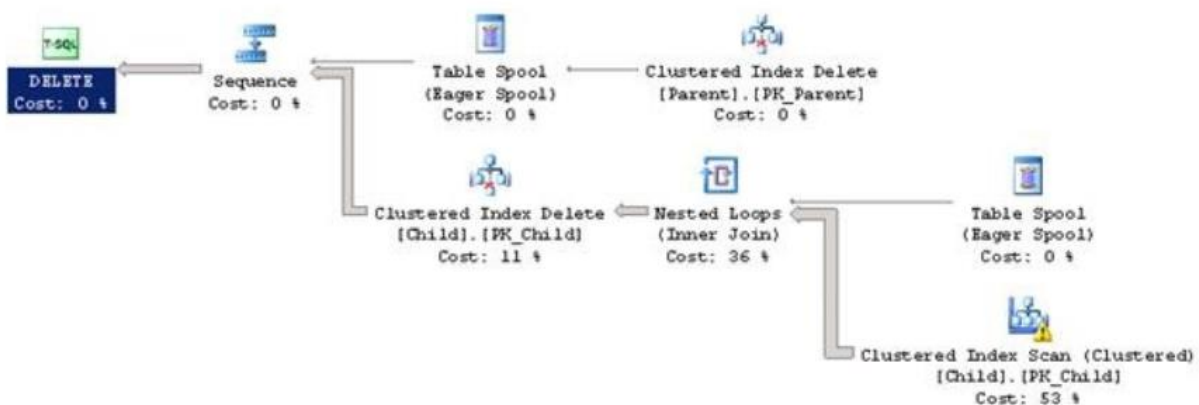 T-SQL
DELETE
Cost: 0 %
Sequence
Cost: 0 %
Table Spool
(Eager Spool)
Cost: 0 %
Clustered Index Delete
[Parent].[PK_Parent]
Cost: 0 %
Clustered Index Delete
[Child].[PK_Child]
Cost: 11 %
Nested Loops
(Inner Join)
Cost: 36 %
Table Spool
(Eager Spool)
Cost: 0 %
Clustered Index Scan (Clustered)
[Child].[PK_Child]
Cost: 53 %